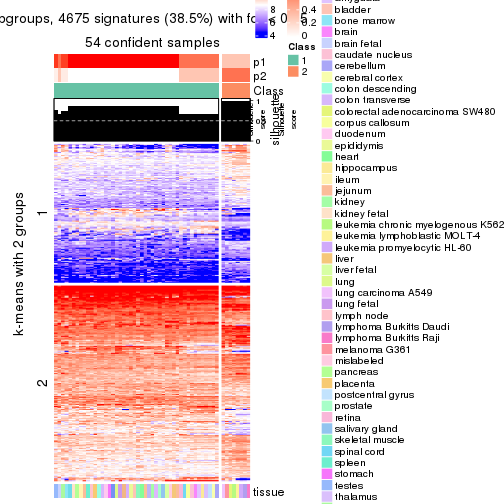 ogroups, 4675 signatures (38.5%) with
54 confident samples
p1
p2
Class
1
0.5
0
silhouette
score
k-means with 2 groups
1
2
tissue
8
6
4
0.4
0.2
0
Class
1
2
bladder
bone marrow
brain
brain fetal
caudate nucleus
cerebellum
cerebral cortex
colon descending
colon transverse
colorectal adenocarcinoma SW480
corpus callosum
duodenum
epididymis
heart
hippocampus
ileum
jejunum
kidney
kidney fetal
leukemia chronic myelogenous K562
leukemia lymphoblastic MOLT-4
leukemia promyelocytic HL-60
liver
liver fetal
lung
lung carcinoma A549
lung fetal
lymph node
lymphoma Burkitts Daudi
lymphoma Burkitts Raji
melanoma G361
mislabeled
pancreas
placenta
postcentral gyrus
prostate
retina
salivary gland
skeletal muscle
spinal cord
spleen
stomach
testes
thalamus